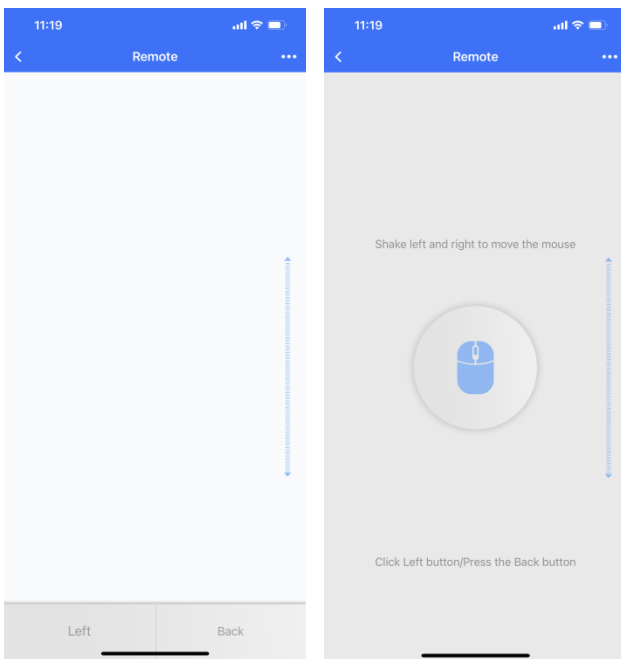 11:19
Remote
Left
Back
11:19
Remote
Shake left and right to move the mouse
Click Left button/Press the Back button